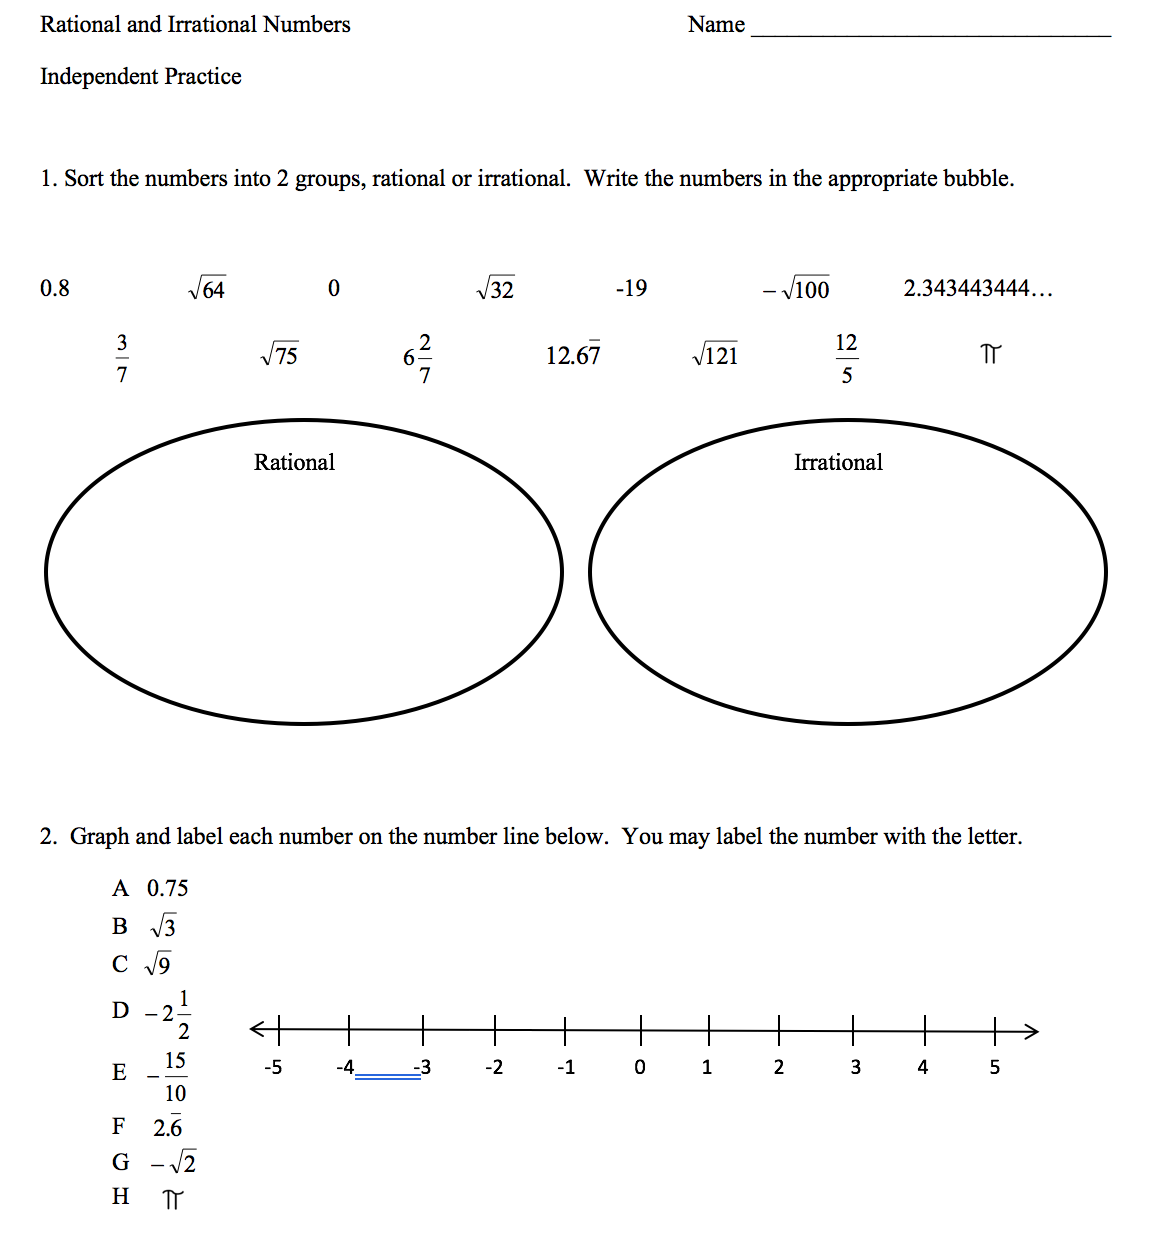 Rational and Irrational Numbers Name ______________________________
Independent Practice
1. Sort the numbers into 2 groups, rational or irrational. Write the numbers in the appropriate bubble.
0.8 √64 0 √32 -19 −√100 2.343443444...
3/7 √75 6 2/7 12.67̅ √121 12/5 π
Rational Irrational
2. Graph and label each number on the number line below. You may label the number with the letter.
A 0.75
B √3
C √9
D −2 1/2
E −15/10
F 2.6̅
G −√2
H π
-5 -4 -3 -2 -1 0 1 2 3 4 5